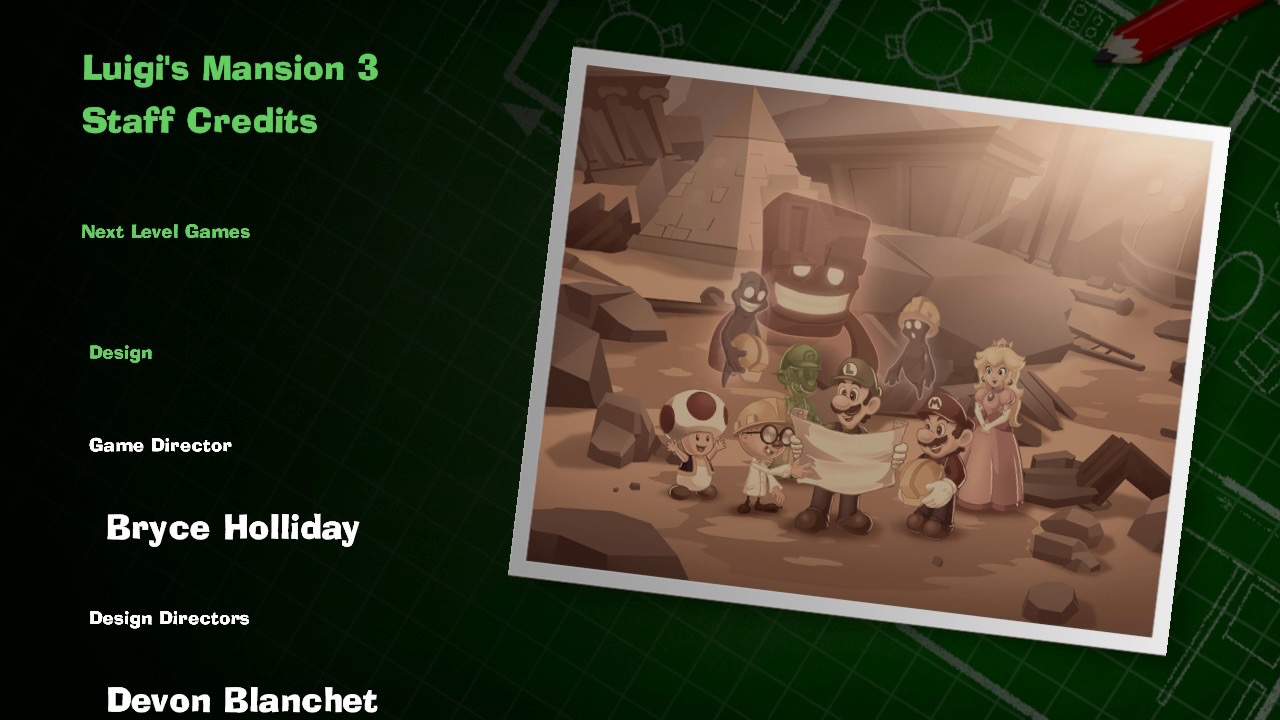 Luigi's Mansion 3
Staff Credits
Next Level Games
Design
Game Director
Bryce Holliday
Design Directors
Devon Blanchet
L
M